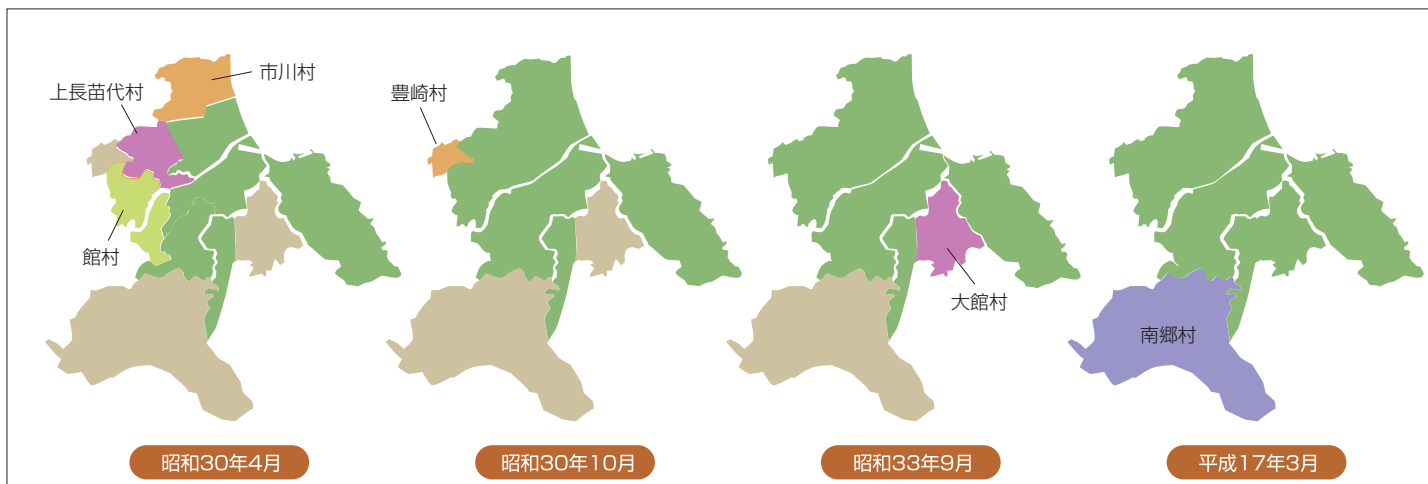 市川村
上長苗代村
館村
昭和30年4月
豊崎村
昭和30年10月
大館村
昭和33年9月
南郷村
平成17年3月